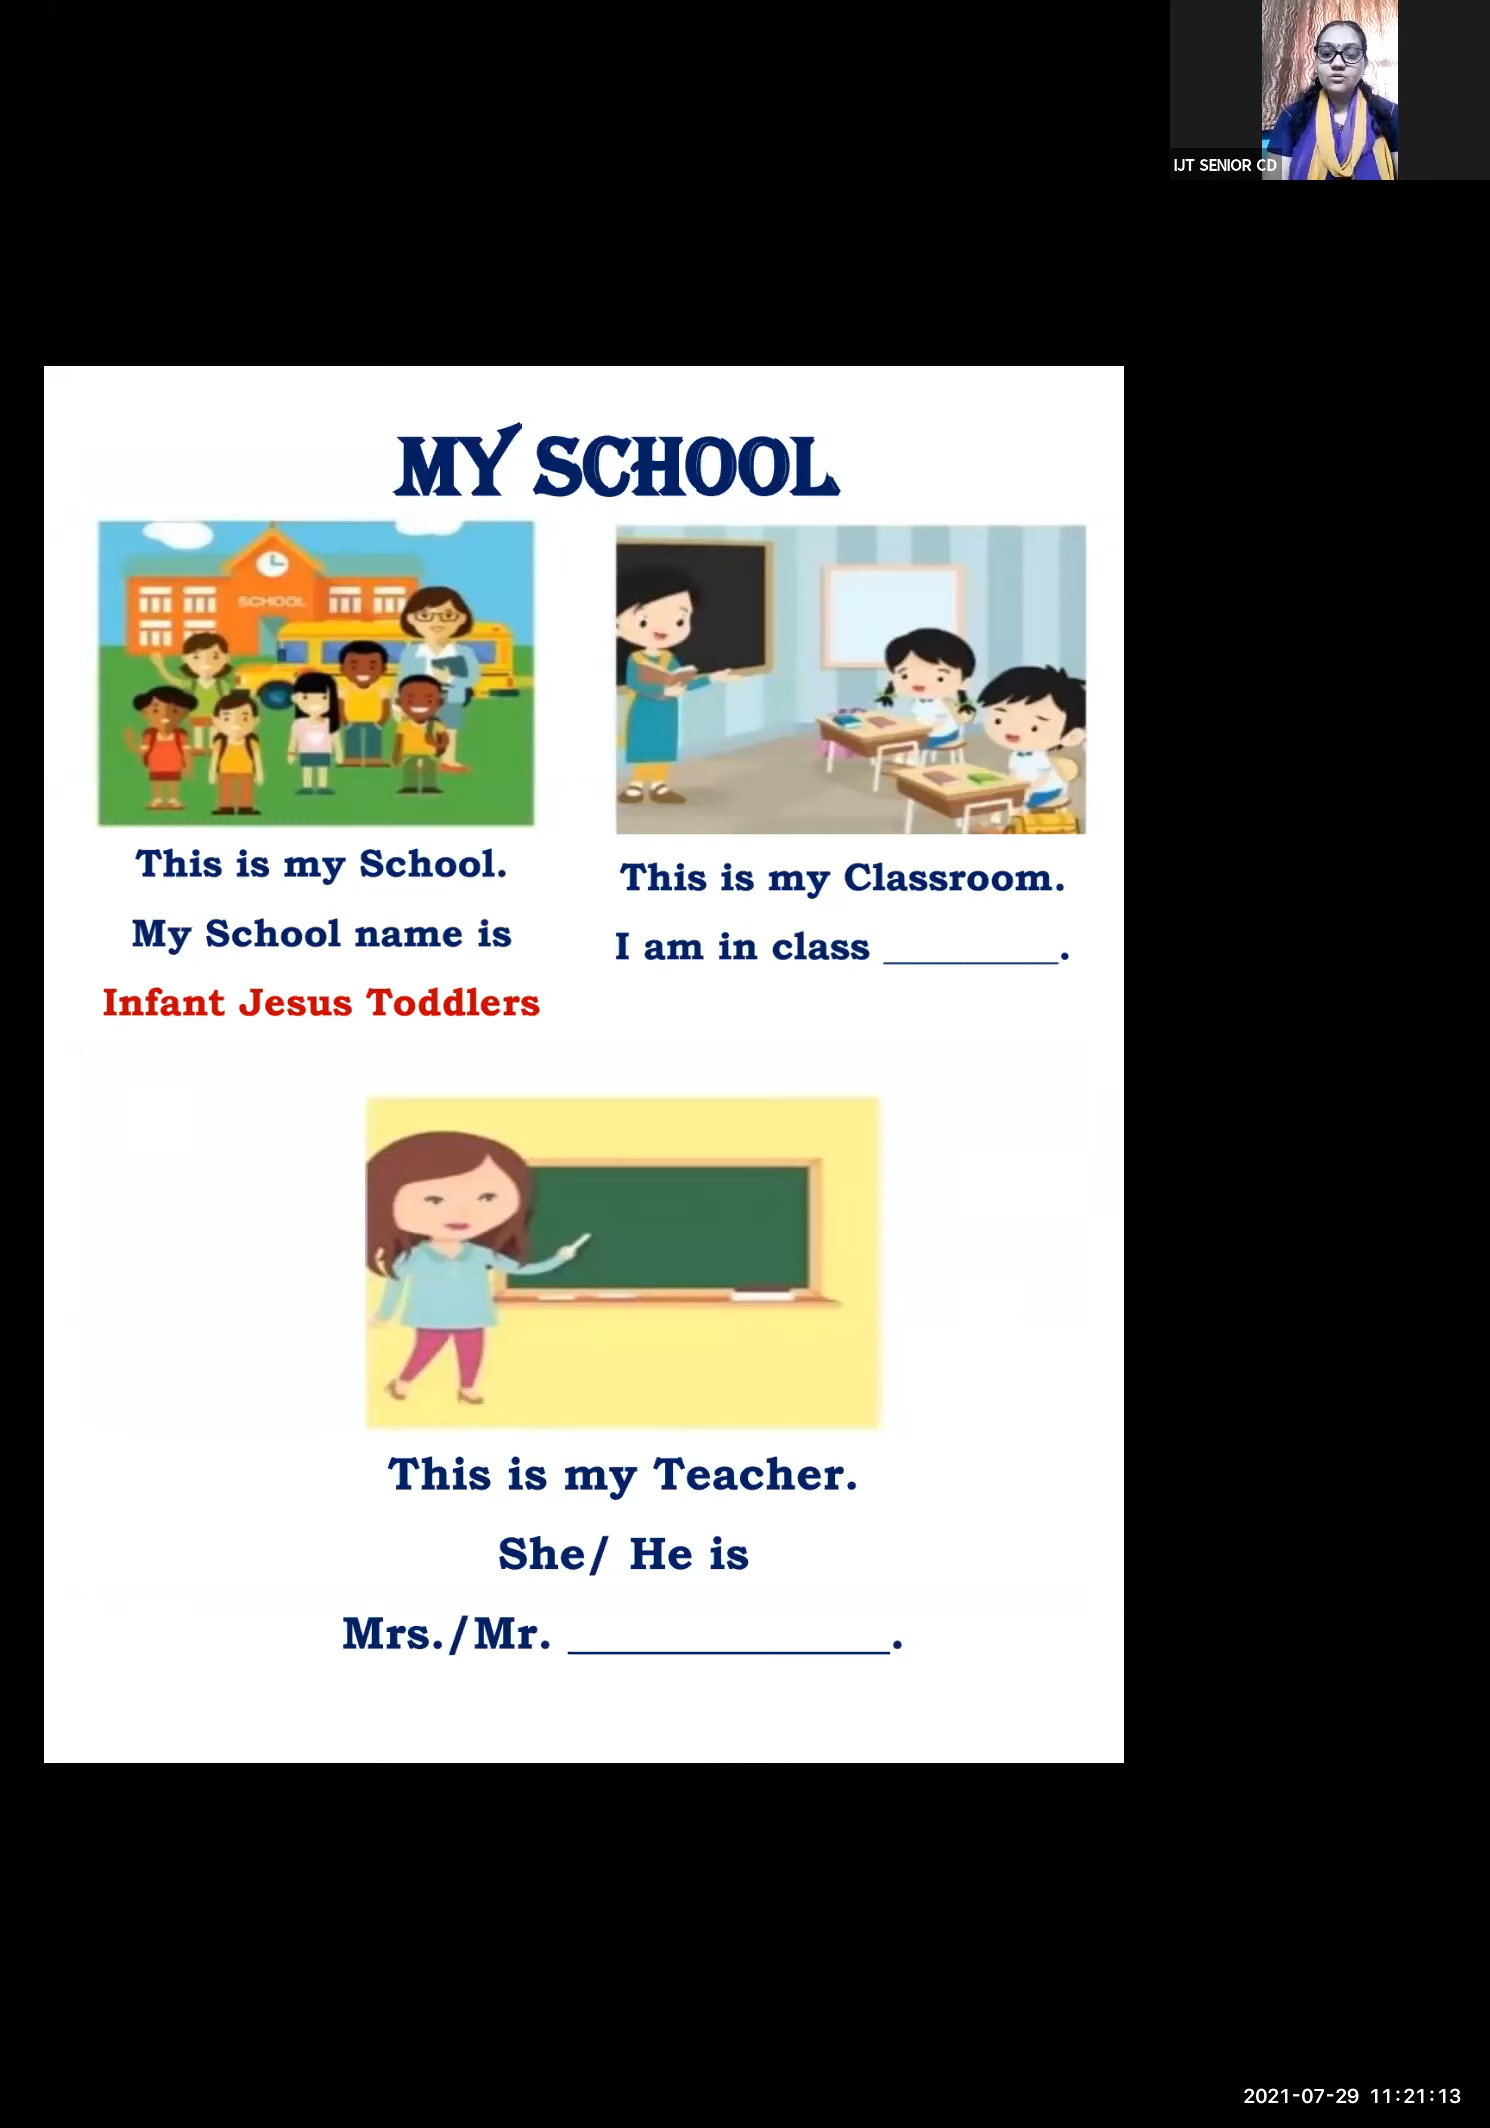 IJT SENIOR CD
MY SCHOOL
SCHOOL
This is my School.
My School name is
Infant Jesus Toddlers
This is my Classroom.
I am in class _________.
This is my Teacher.
She/ He is
Mrs./Mr. ______________.
2021-07-29 11:21:13